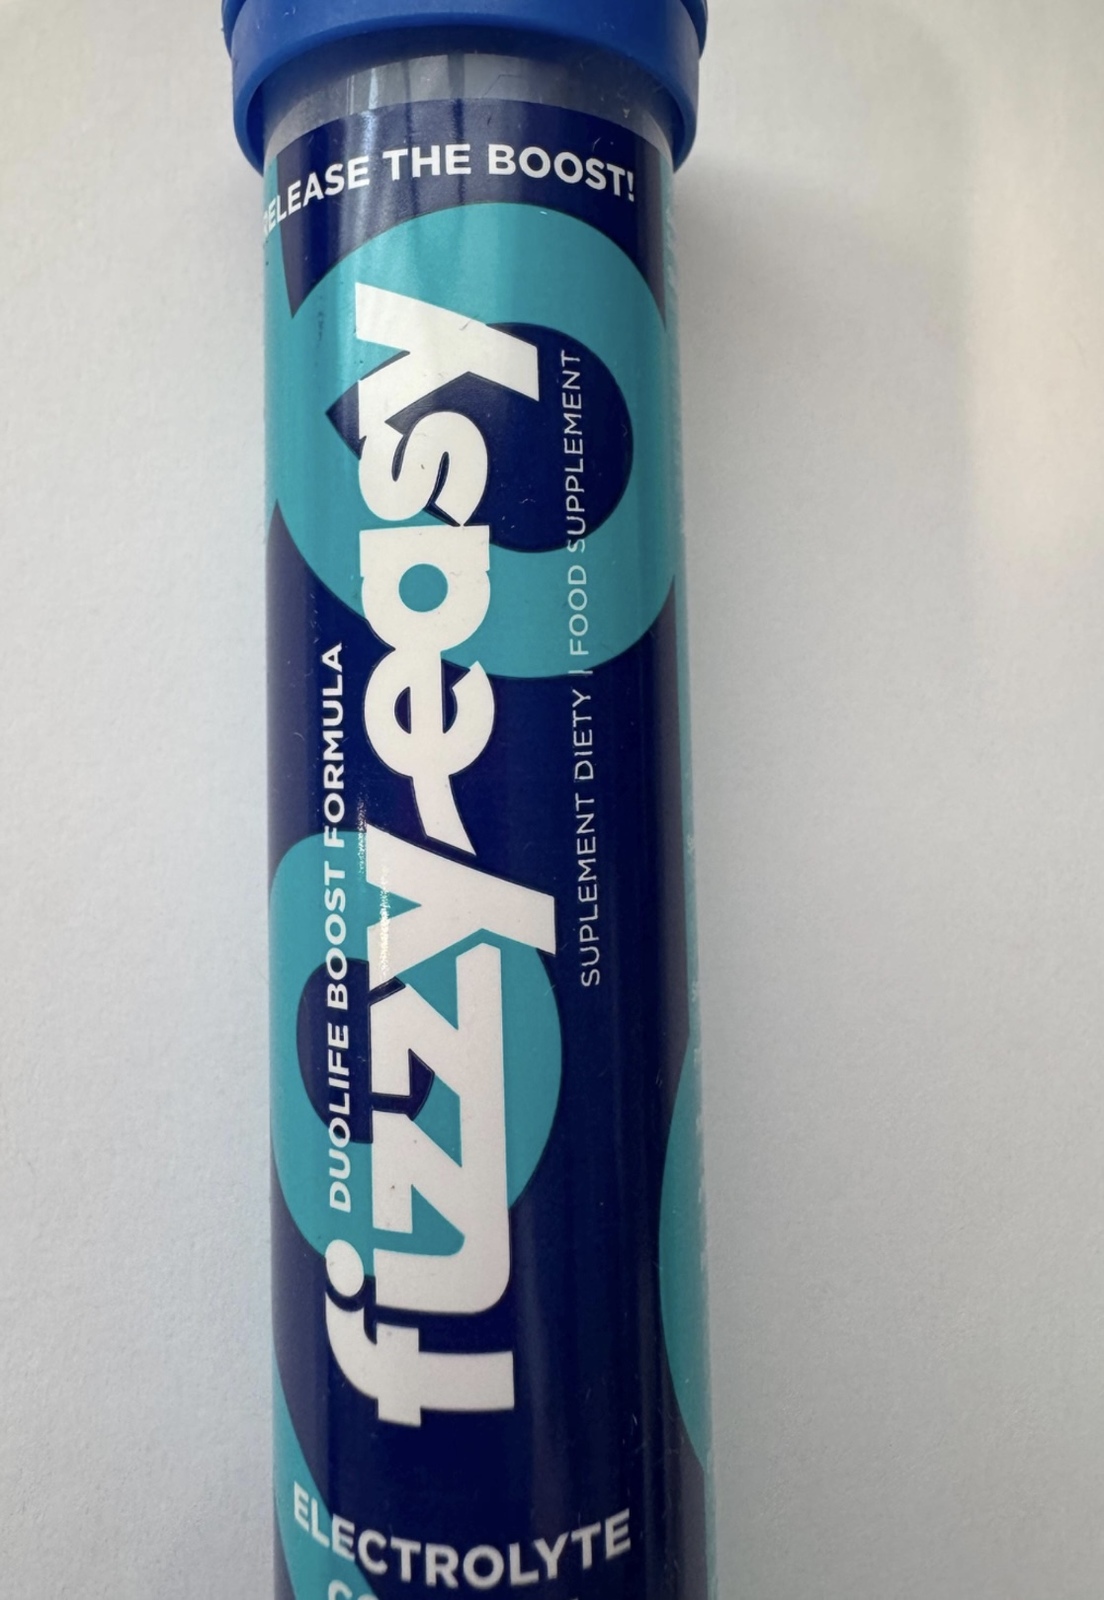 RELEASE THE BOOST!
DUOLIFE BOOST FORMULA
fizzy-easy
SUPLEMENT DIETY | FOOD SUPPLEMENT
ELECTROLYTE